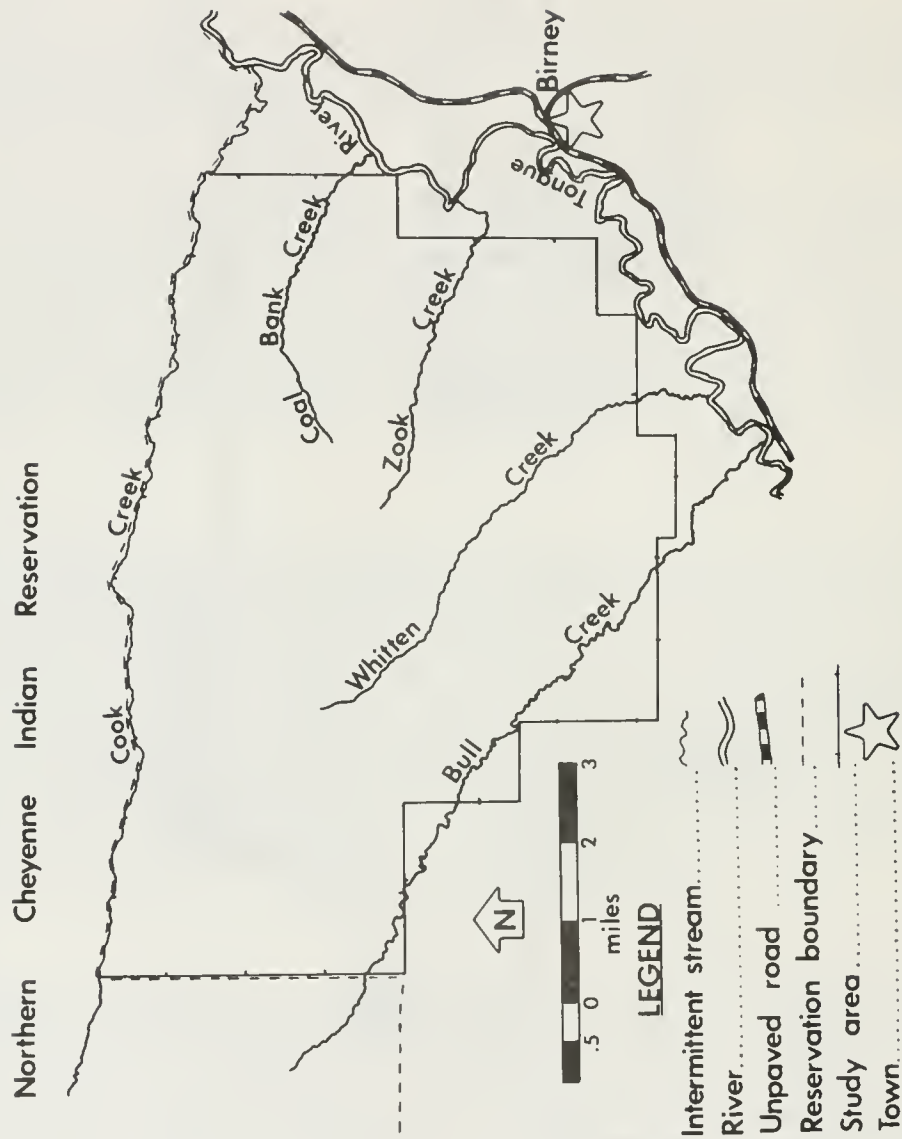 Northern Cheyenne Indian Reservation
Cook Creek
Coal Bank Creek
River
Zook Creek
Birney
Tongue
Whitten Creek
Bull Creek
N
.5 0 1 2 3
miles
LEGEND
Intermittent stream
River
Unpaved road
Reservation boundary
Study area
Town